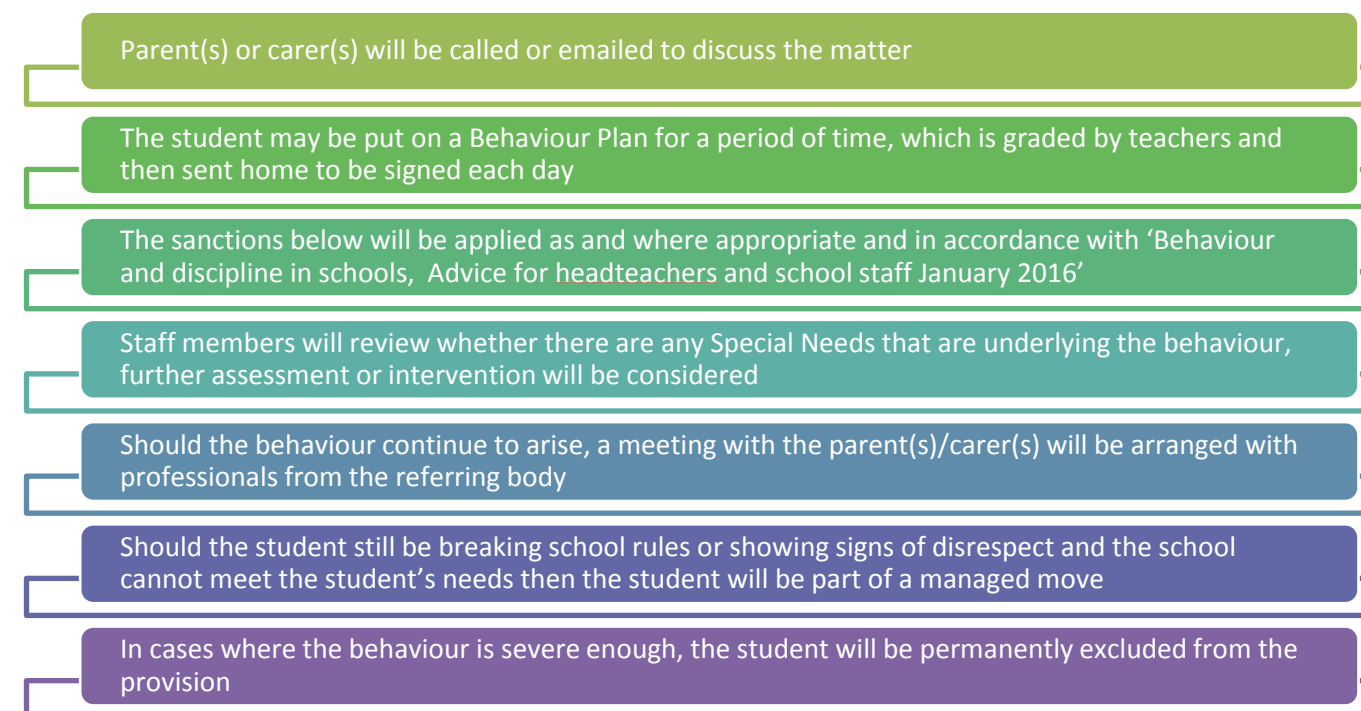 Parent(s) or carer(s) will be called or emailed to discuss the matter
The student may be put on a Behaviour Plan for a period of time, which is graded by teachers and
then sent home to be signed each day
The sanctions below will be applied as and where appropriate and in accordance with ‘Behaviour
and discipline in schools,  Advice for headteachers and school staff January 2016’
Staff members will review whether there are any Special Needs that are underlying the behaviour,
further assessment or intervention will be considered
Should the behaviour continue to arise, a meeting with the parent(s)/carer(s) will be arranged with
professionals from the referring body
Should the student still be breaking school rules or showing signs of disrespect and the school
cannot meet the student’s needs then the student will be part of a managed move
In cases where the behaviour is severe enough, the student will be permanently excluded from the
provision